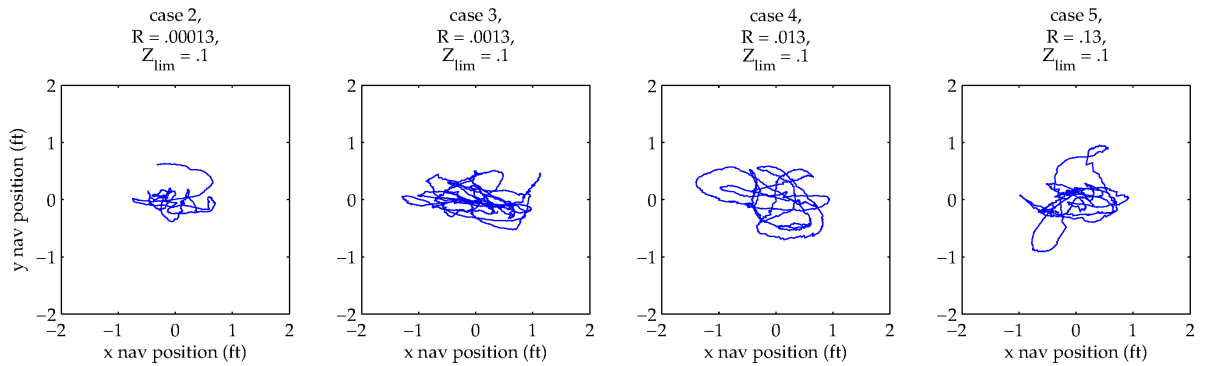 case 2,
R = .00013,
Z_lim = .1
case 3,
R = .0013,
Z_lim = .1
case 4,
R = .013,
Z_lim = .1
case 5,
R = .13,
Z_lim = .1
y nav position (ft)
2
1
0
−1
−2
−2 −1 0 1 2
x nav position (ft)
2
1
0
−1
−2
−2 −1 0 1 2
x nav position (ft)
2
1
0
−1
−2
−2 −1 0 1 2
x nav position (ft)
2
1
0
−1
−2
−2 −1 0 1 2
x nav position (ft)